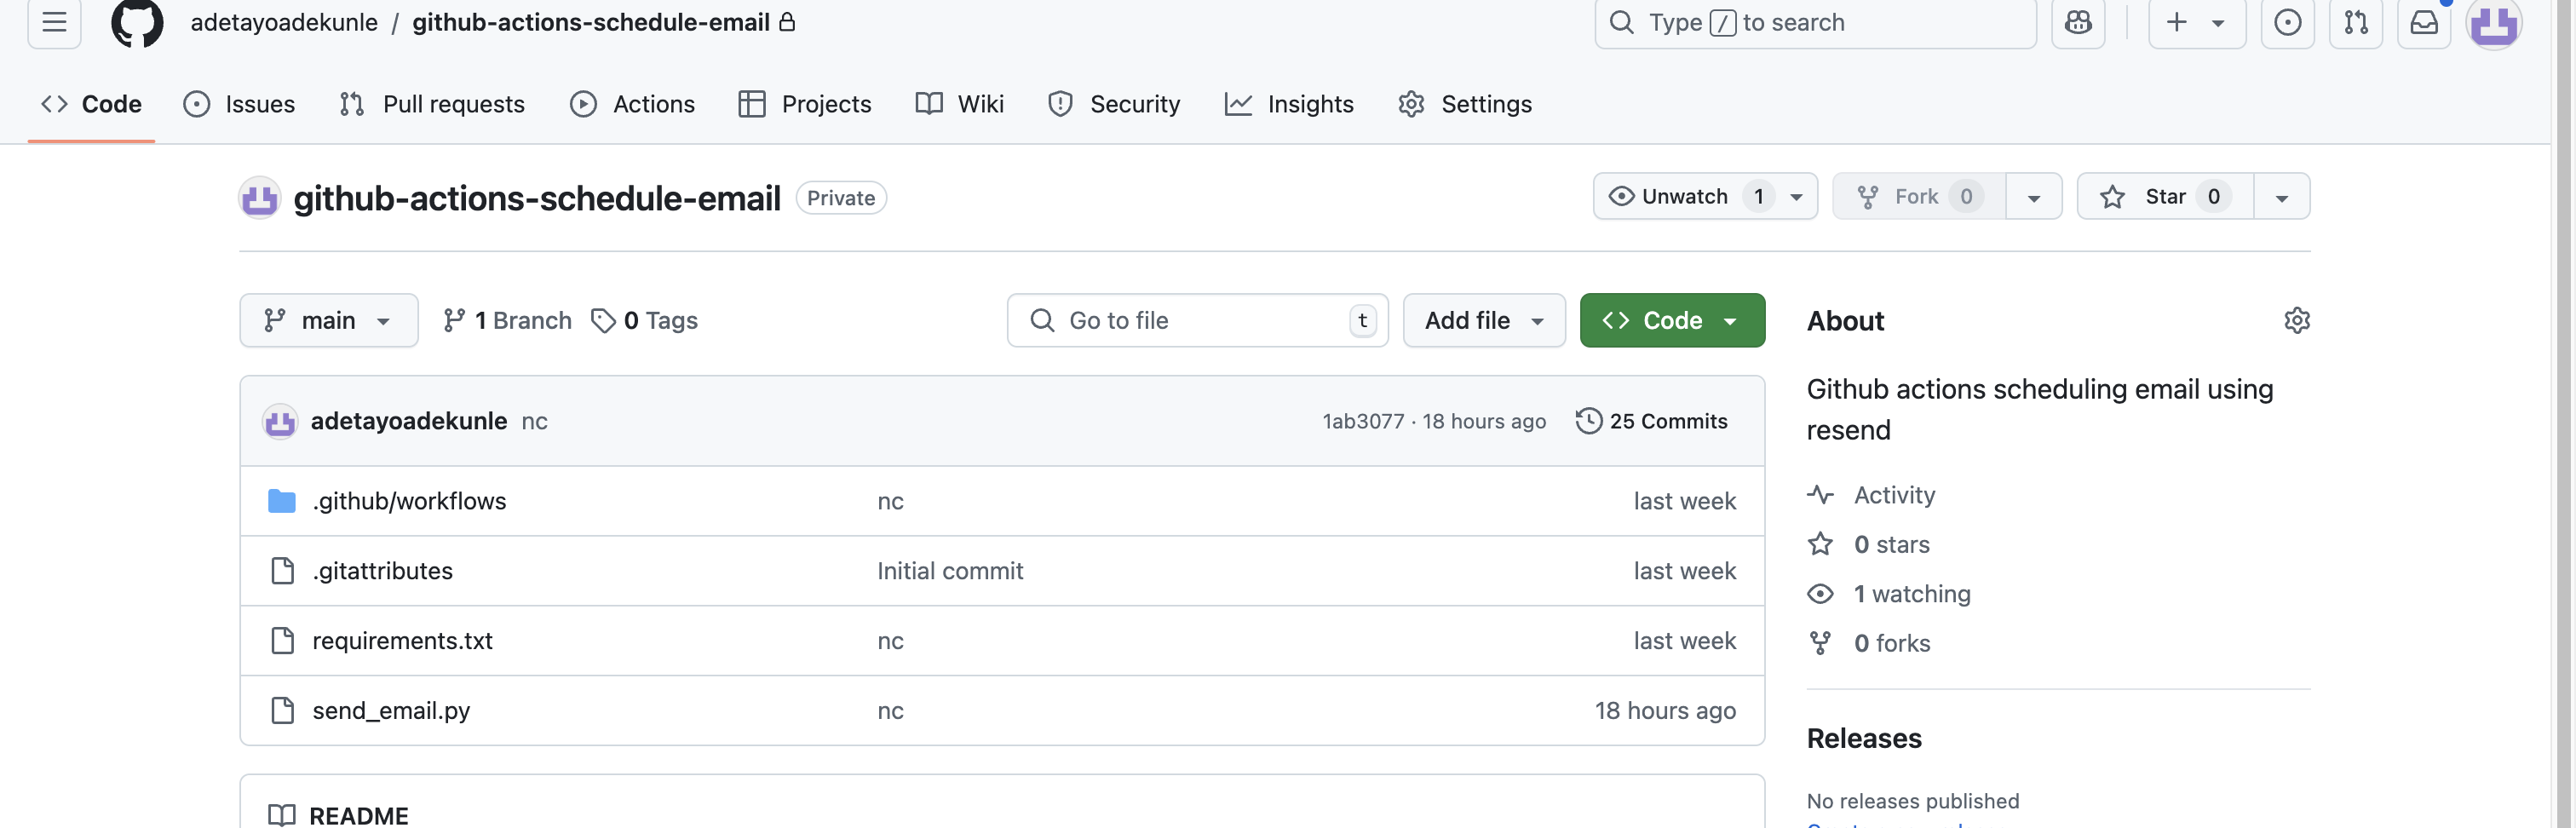 adetayoadekunle / github-actions-schedule-email
Type / to search
Code
Issues
Pull requests
Actions
Projects
Wiki
Security
Insights
Settings
github-actions-schedule-email Private
Unwatch 1
Fork 0
Star 0
main
1 Branch
0 Tags
Go to file t
Add file
Code
adetayoadekunle nc 1ab3077 · 18 hours ago 25 Commits
.github/workflows nc last week
.gitattributes Initial commit last week
requirements.txt nc last week
send_email.py nc 18 hours ago
README
About
Github actions scheduling email using
resend
Activity
0 stars
1 watching
0 forks
Releases
No releases published